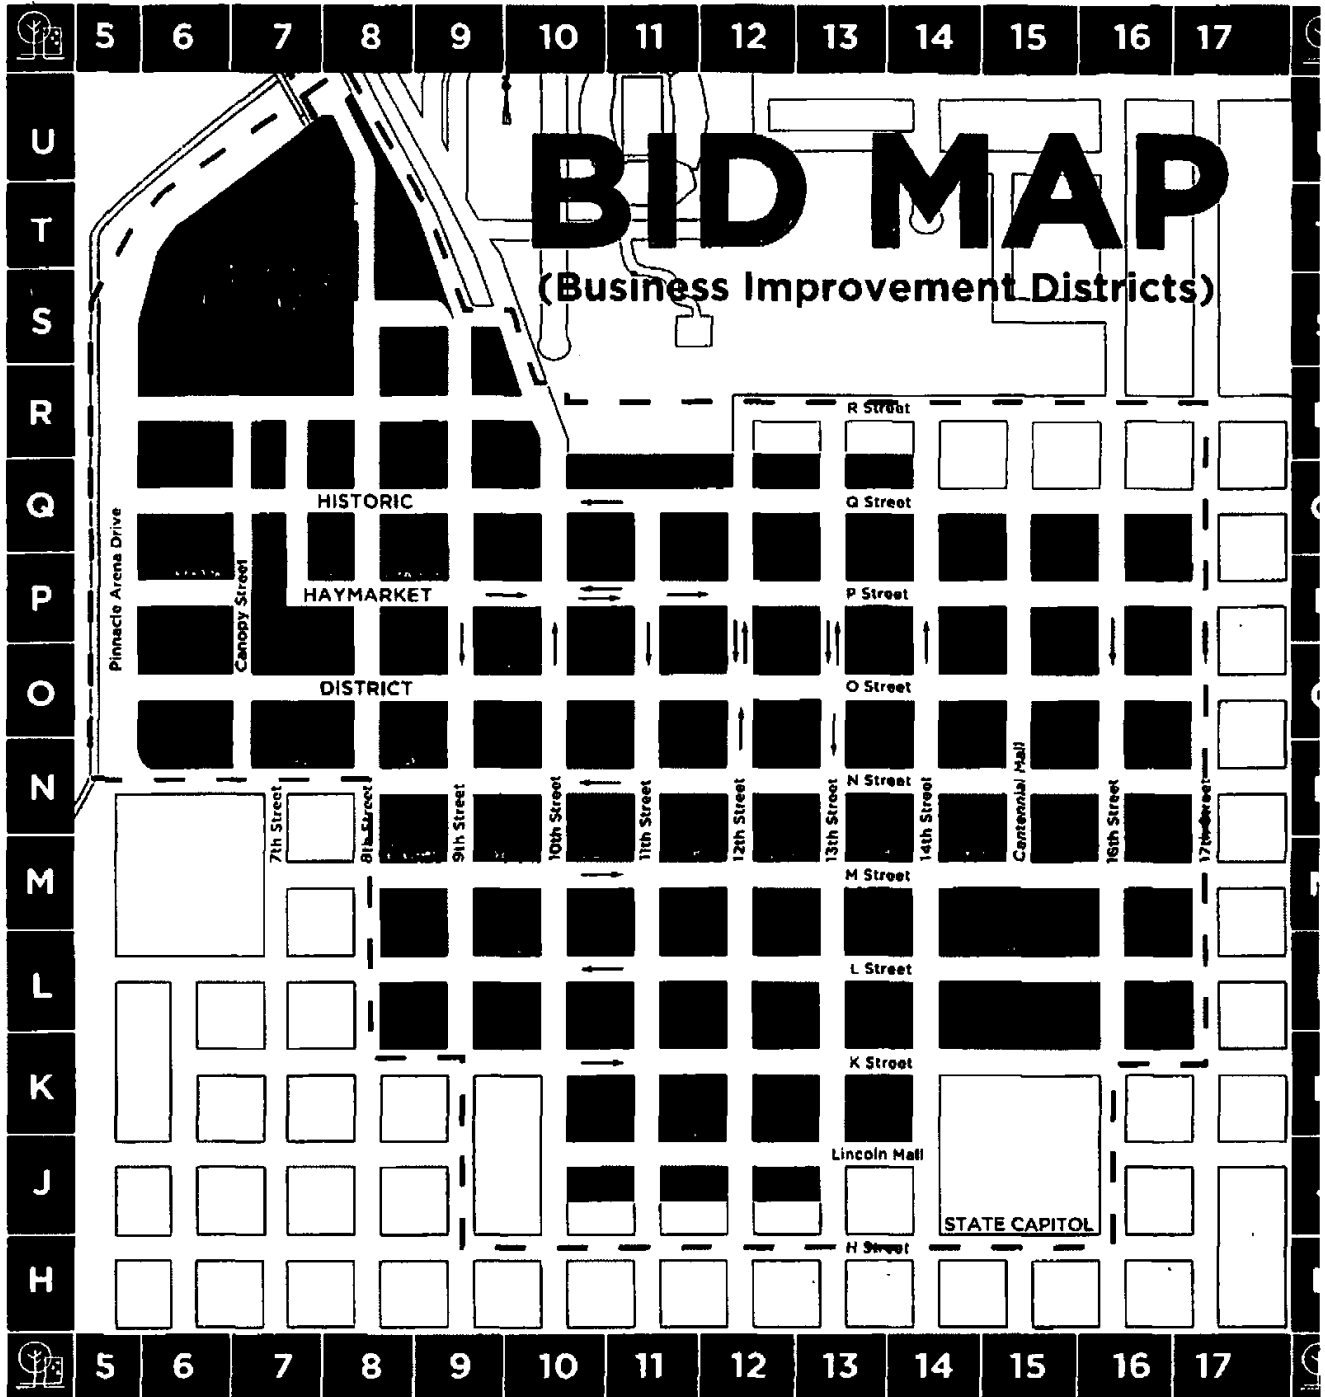 5 6 7 8 9 10 11 12 13 14 15 16 17
U
T
S
R
Q
P
O
N
M
L
K
J
H
BID MAP
(Business Improvement Districts)
R Street
HISTORIC
Q Street
Pinnacle Arena Drive
Canopy Street
HAYMARKET
P Street
DISTRICT
O Street
N Street
7th Street
8th Street
9th Street
10th Street
11th Street
12th Street
13th Street
14th Street
Centennial Mall
16th Street
17th Street
M Street
L Street
K Street
Lincoln Mall
STATE CAPITOL
H Street
5 6 7 8 9 10 11 12 13 14 15 16 17